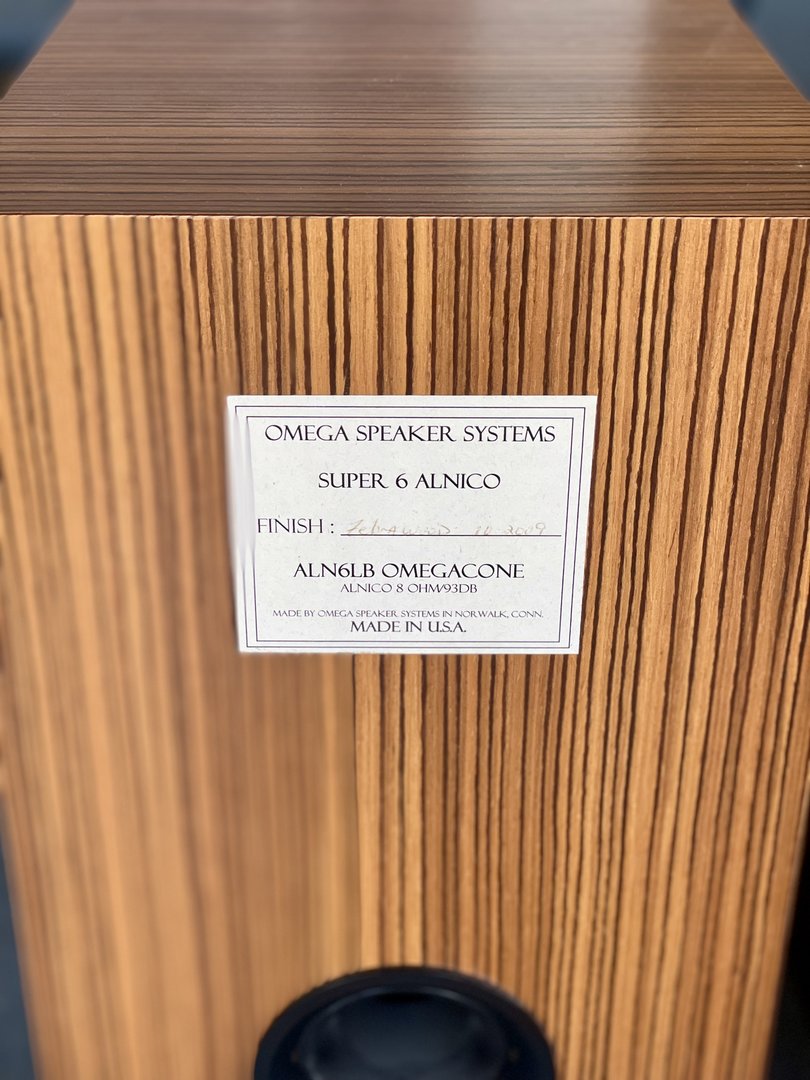 OMEGA SPEAKER SYSTEMS
SUPER 6 ALNICO
FINISH : Zebrawood 10-2009
ALN6LB OMEGACONE
ALNICO 8 OHM/93DB
MADE BY OMEGA SPEAKER SYSTEMS IN NORWALK, CONN.
MADE IN U.S.A.